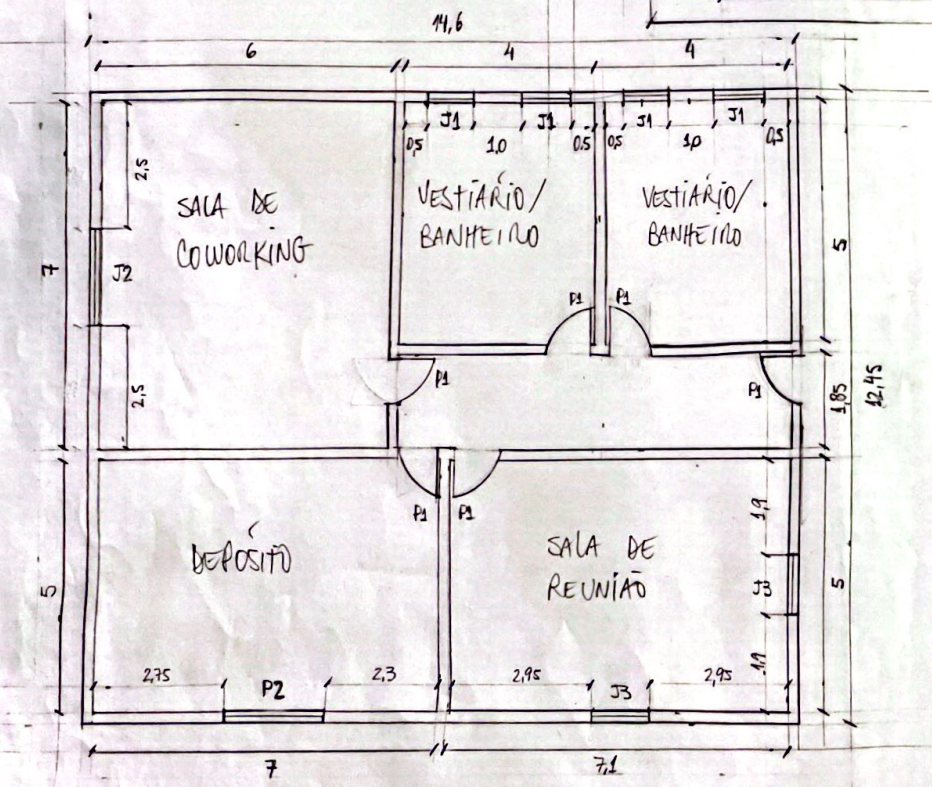 14,6
6
4
4
J1
J1
J1
J1
0,5
1,0
0,5
0,5
1,0
0,5
2,5
SALA DE
COWORKING
VESTIÁRIO/
BANHEIRO
VESTIÁRIO/
BANHEIRO
7
J2
5
P1
P1
2,5
P1
P1
1,85
12,45
P1
P1
1,9
DEPÓSITO
SALA DE
REUNIÃO
5
J3
5
1,9
2,75
P2
2,3
2,95
J3
2,95
7
7,1